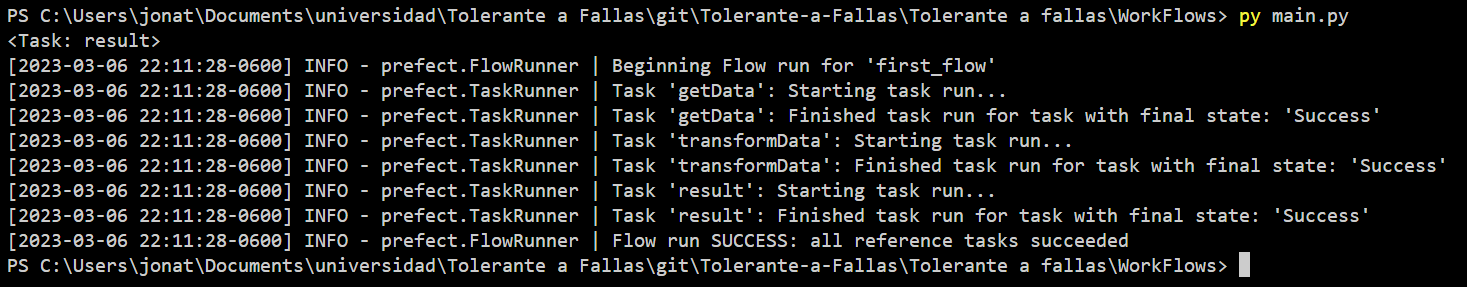 PS C:\Users\jonat\Documents\universidad\Tolerante a Fallas\git\Tolerante-a-Fallas\Tolerante a fallas\WorkFlows> py main.py
<Task: result>
[2023-03-06 22:11:28-0600] INFO - prefect.FlowRunner | Beginning Flow run for 'first_flow'
[2023-03-06 22:11:28-0600] INFO - prefect.TaskRunner | Task 'getData': Starting task run...
[2023-03-06 22:11:28-0600] INFO - prefect.TaskRunner | Task 'getData': Finished task run for task with final state: 'Success'
[2023-03-06 22:11:28-0600] INFO - prefect.TaskRunner | Task 'transformData': Starting task run...
[2023-03-06 22:11:28-0600] INFO - prefect.TaskRunner | Task 'transformData': Finished task run for task with final state: 'Success'
[2023-03-06 22:11:28-0600] INFO - prefect.TaskRunner | Task 'result': Starting task run...
[2023-03-06 22:11:28-0600] INFO - prefect.TaskRunner | Task 'result': Finished task run for task with final state: 'Success'
[2023-03-06 22:11:28-0600] INFO - prefect.FlowRunner | Flow run SUCCESS: all reference tasks succeeded
PS C:\Users\jonat\Documents\universidad\Tolerante a Fallas\git\Tolerante-a-Fallas\Tolerante a fallas\WorkFlows>